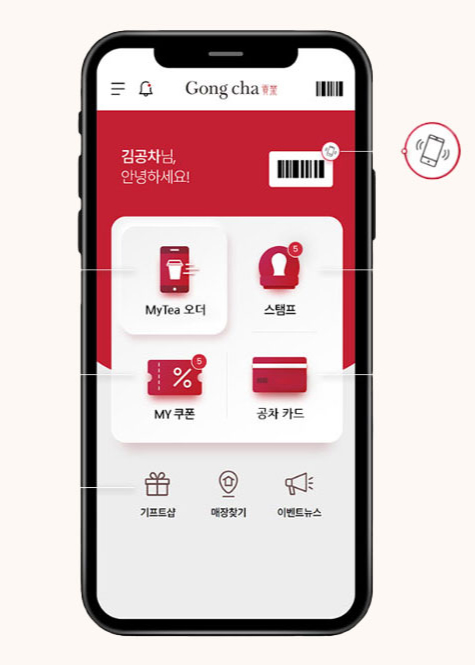 Gong cha 貢茶
김공차님,
안녕하세요!
5
MyTea 오더
스탬프
5
MY 쿠폰
공차 카드
기프트샵
매장찾기
이벤트뉴스